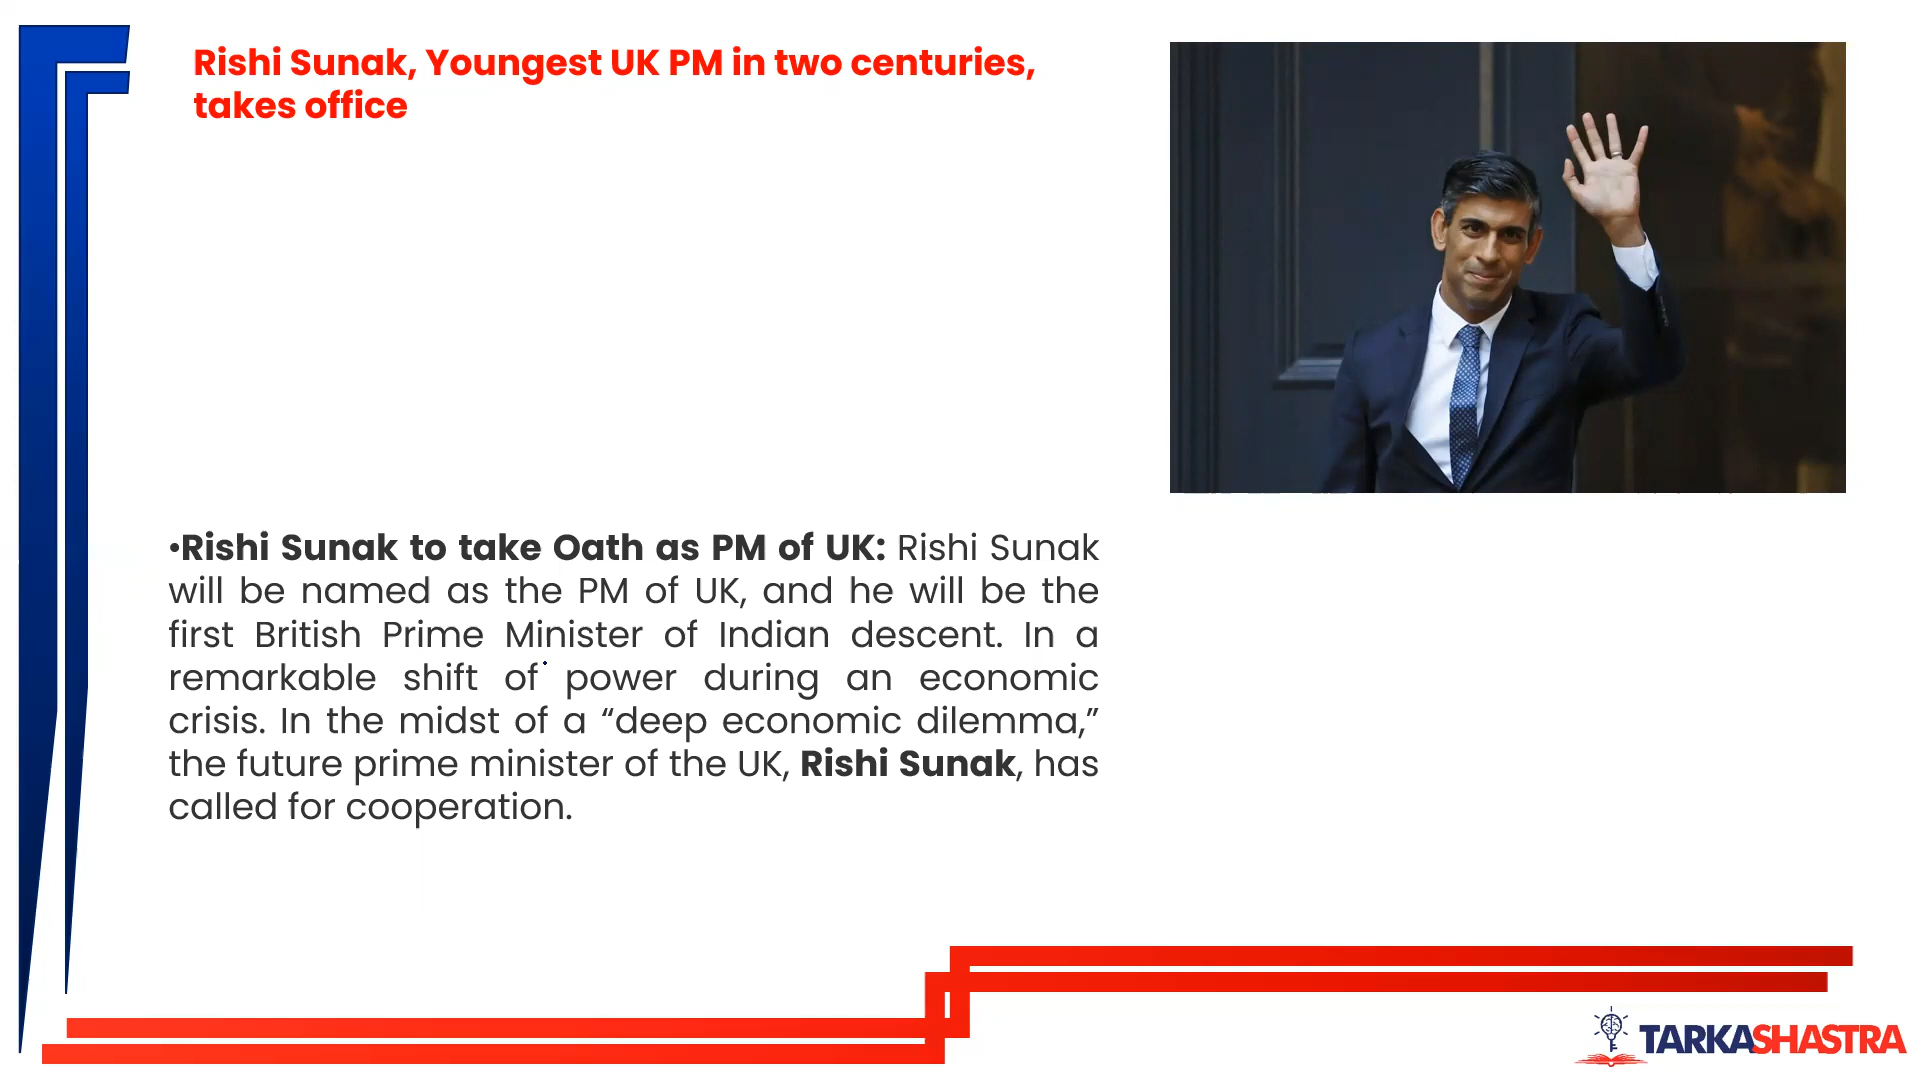 Rishi Sunak, Youngest UK PM in two centuries,
takes office
•Rishi Sunak to take Oath as PM of UK: Rishi Sunak
will be named as the PM of UK, and he will be the
first British Prime Minister of Indian descent. In a
remarkable shift of power during an economic
crisis. In the midst of a “deep economic dilemma,”
the future prime minister of the UK, Rishi Sunak, has
called for cooperation.
TARKASHASTRA